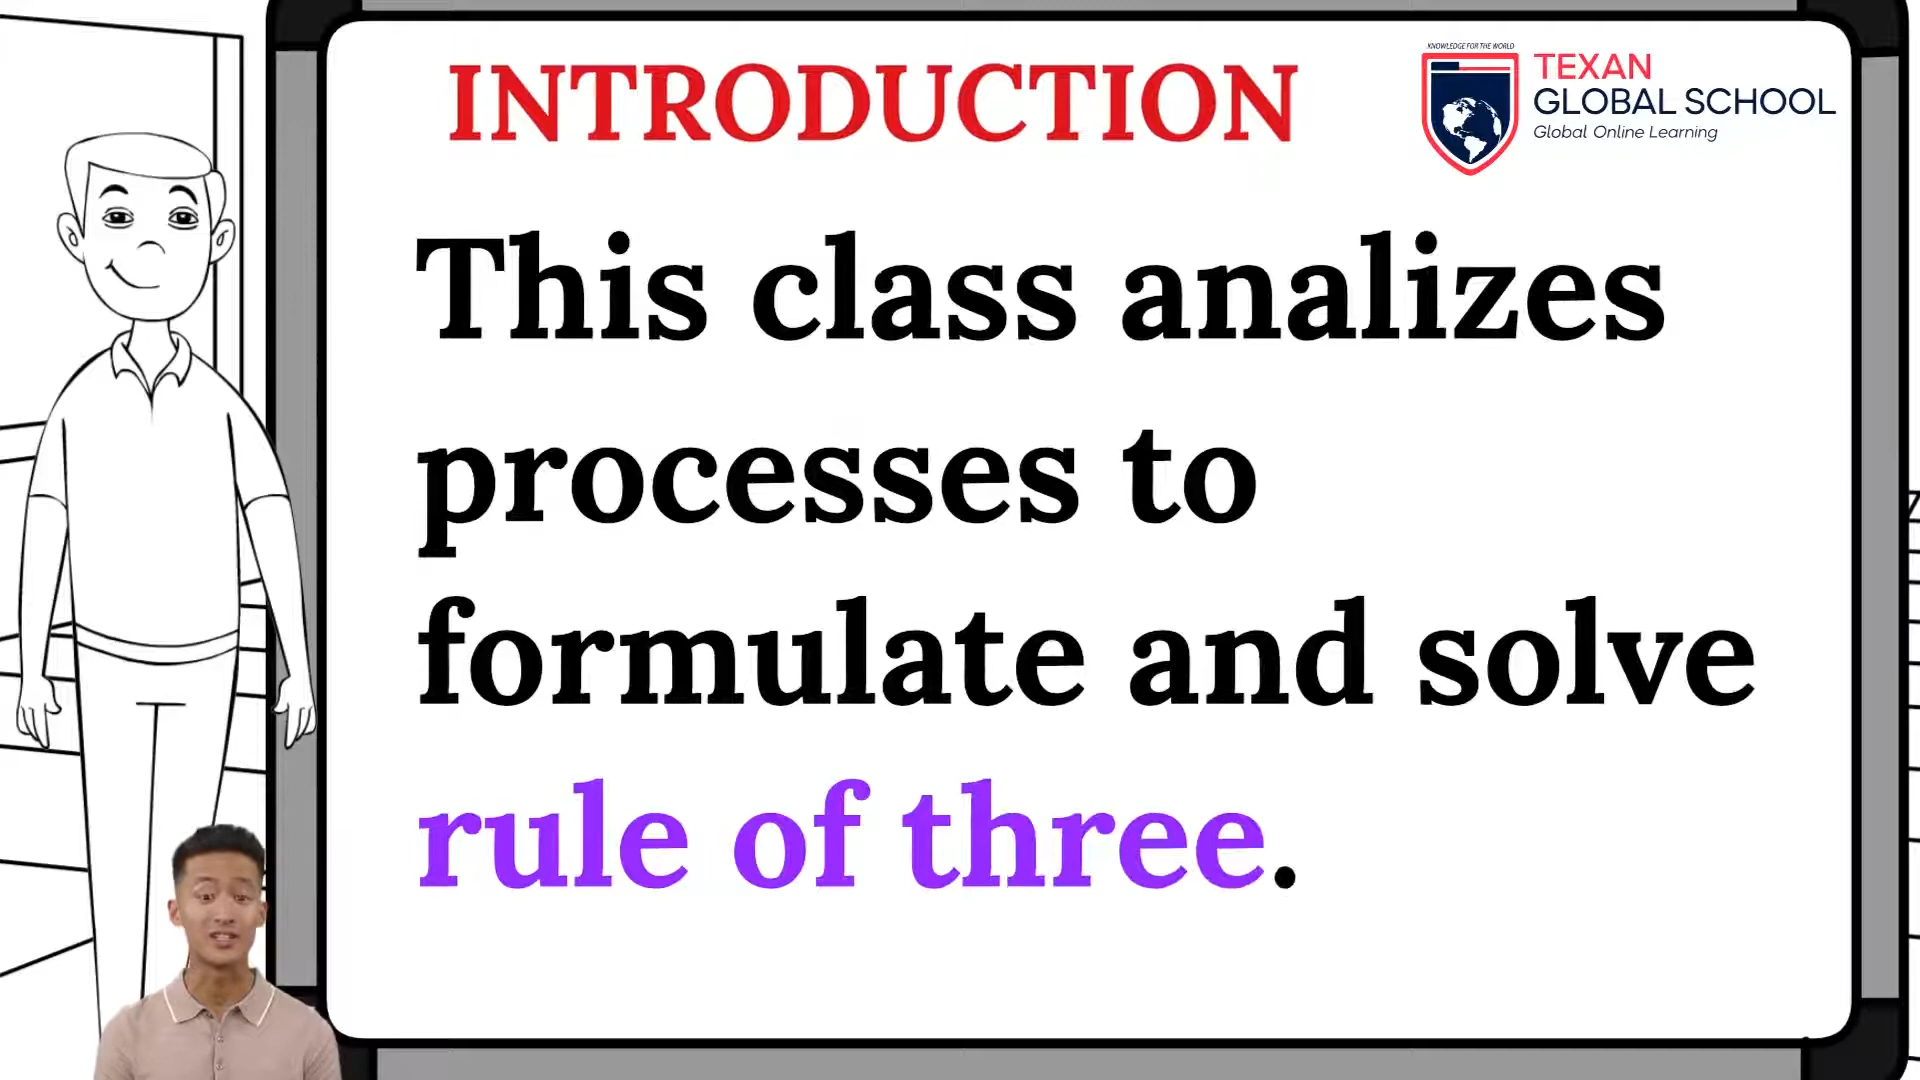 KNOWLEDGE FOR THE WORLD
INTRODUCTION
TEXAN
GLOBAL SCHOOL
Global Online Learning
This class analizes
processes to
formulate and solve
rule of three.